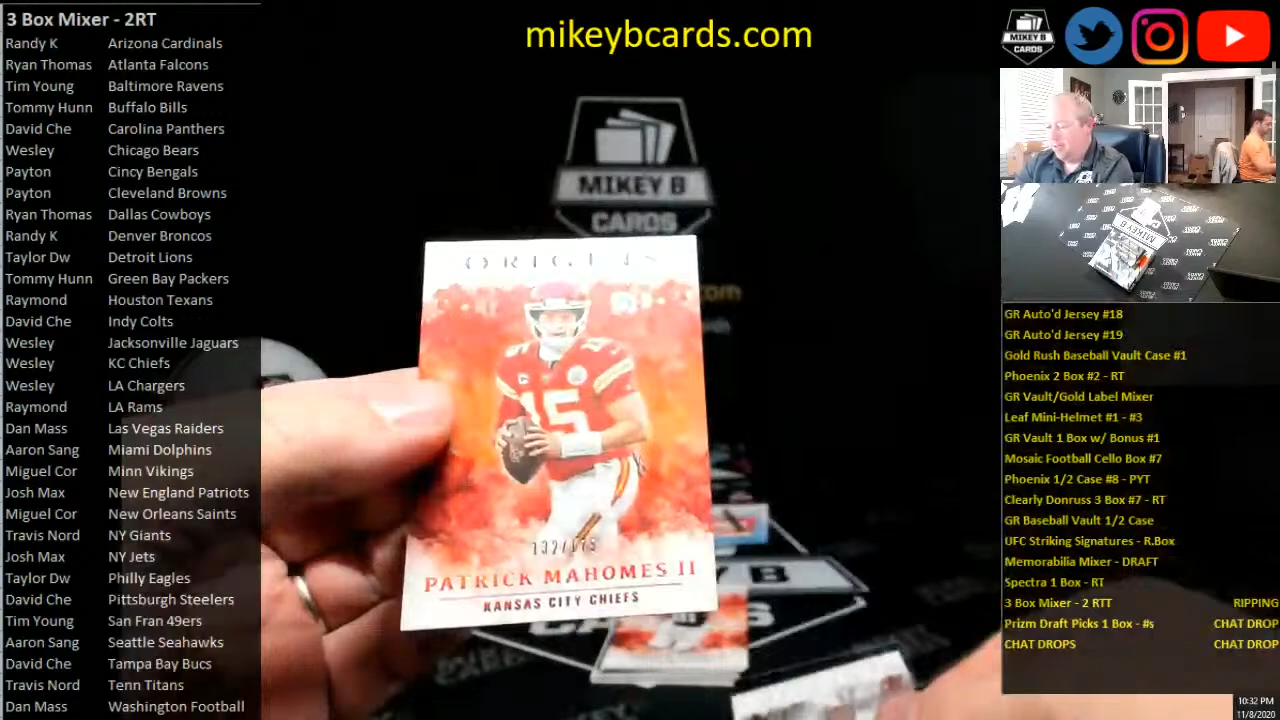 3 Box Mixer - 2RT
Randy K Arizona Cardinals
Ryan Thomas Atlanta Falcons
Tim Young Baltimore Ravens
Tommy Hunn Buffalo Bills
David Che Carolina Panthers
Wesley Chicago Bears
Payton Cincy Bengals
Payton Cleveland Browns
Ryan Thomas Dallas Cowboys
Randy K Denver Broncos
Taylor Dw Detroit Lions
Tommy Hunn Green Bay Packers
Raymond Houston Texans
David Che Indy Colts
Wesley Jacksonville Jaguars
Wesley KC Chiefs
Wesley LA Chargers
Raymond LA Rams
Dan Mass Las Vegas Raiders
Aaron Sang Miami Dolphins
Miguel Cor Minn Vikings
Josh Max New England Patriots
Miguel Cor New Orleans Saints
Travis Nord NY Giants
Josh Max NY Jets
Taylor Dw Philly Eagles
David Che Pittsburgh Steelers
Tim Young San Fran 49ers
Aaron Sang Seattle Seahawks
David Che Tampa Bay Bucs
Travis Nord Tenn Titans
Dan Mass Washington Football
mikeybcards.com
MIKEY B
CARDS
ORIGINS
15
PATRICK MAHOMES II
KANSAS CITY CHIEFS
MIKEY B
CARDS
GR Auto'd Jersey #18
GR Auto'd Jersey #19
Gold Rush Baseball Vault Case #1
Phoenix 2 Box #2 - RT
GR Vault/Gold Label Mixer
Leaf Mini-Helmet #1 - #3
GR Vault 1 Box w/ Bonus #1
Mosaic Football Cello Box #7
Phoenix 1/2 Case #8 - PYT
Clearly Donruss 3 Box #7 - RT
GR Baseball Vault 1/2 Case
UFC Striking Signatures - R.Box
Memorabilia Mixer - DRAFT
Spectra 1 Box - RT
3 Box Mixer - 2 RTT RIPPING
Prizm Draft Picks 1 Box - #s CHAT DROP
CHAT DROPS CHAT DROP
10:32 PM
11/8/2020